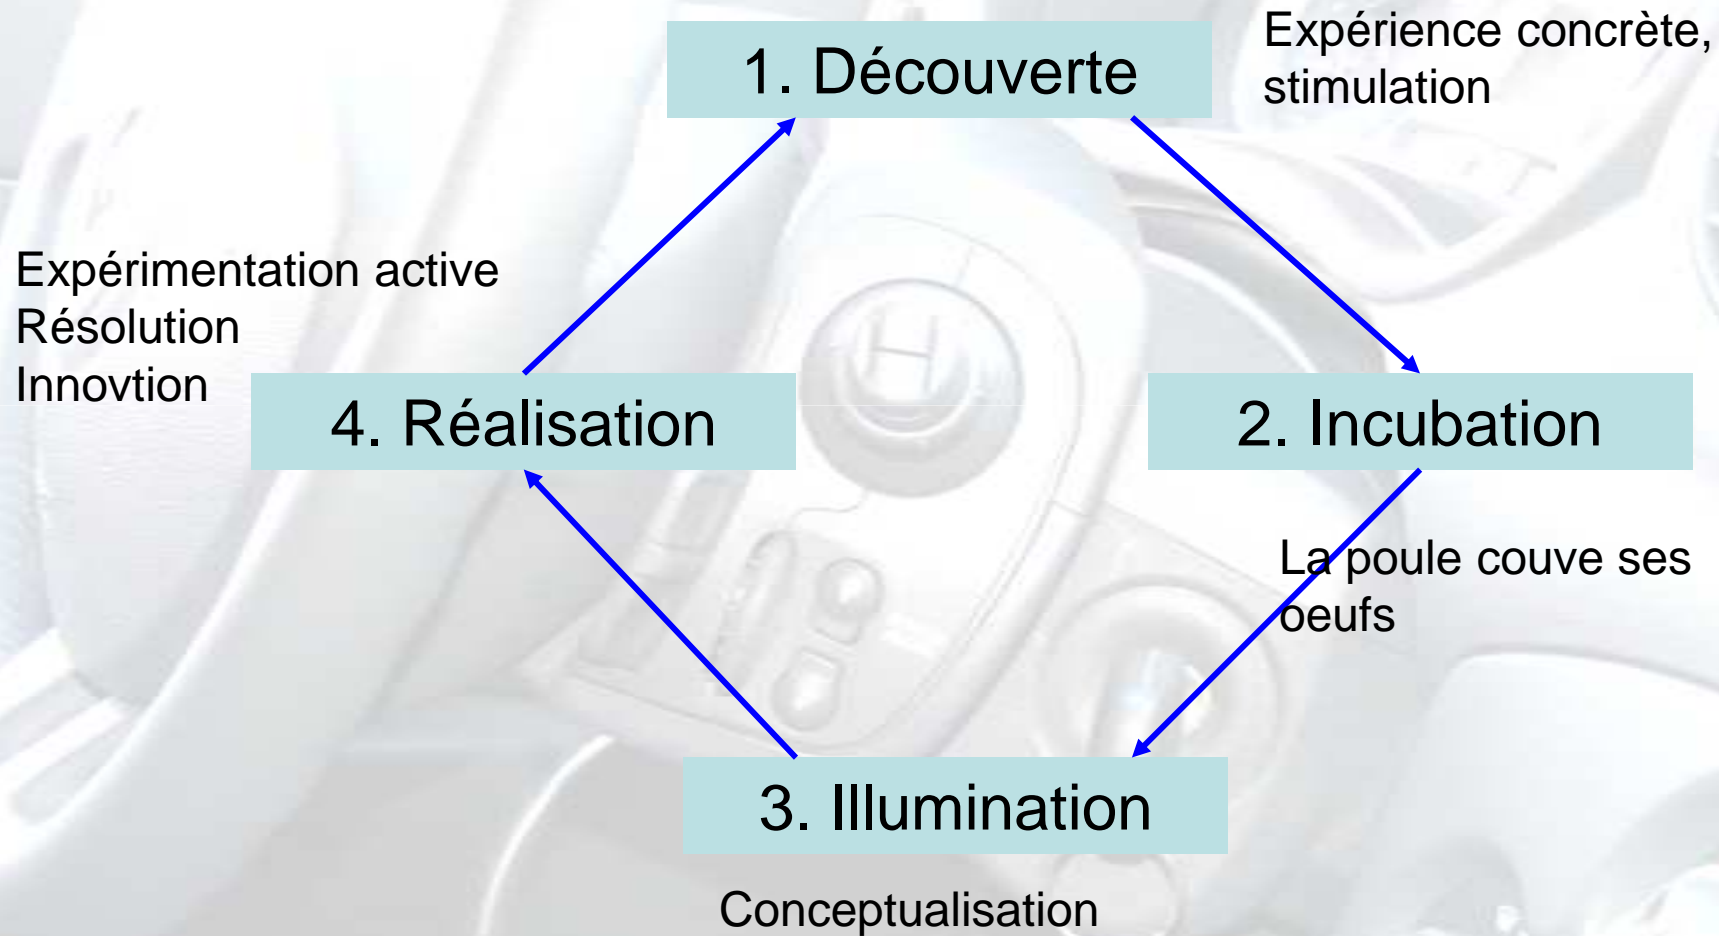 1. Découverte
Expérience concrète,
stimulation
Expérimentation active
Résolution
Innovtion
4. Réalisation
2. Incubation
La poule couve ses
oeufs
3. Illumination
Conceptualisation